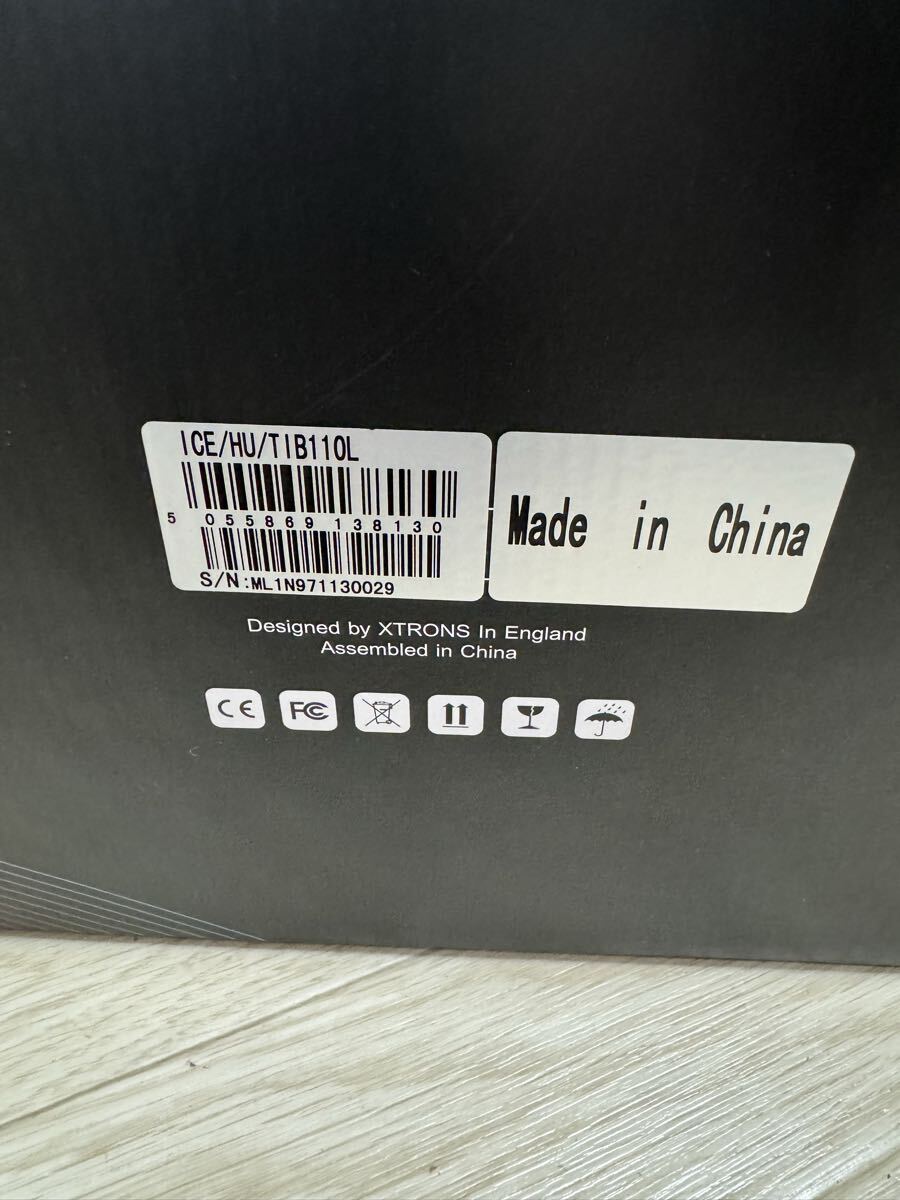 ICE/HU/TIB110L
5 055869 138130
S/N:ML1N971130029
Made in China
Designed by XTRONS In England
Assembled in China
CE FC